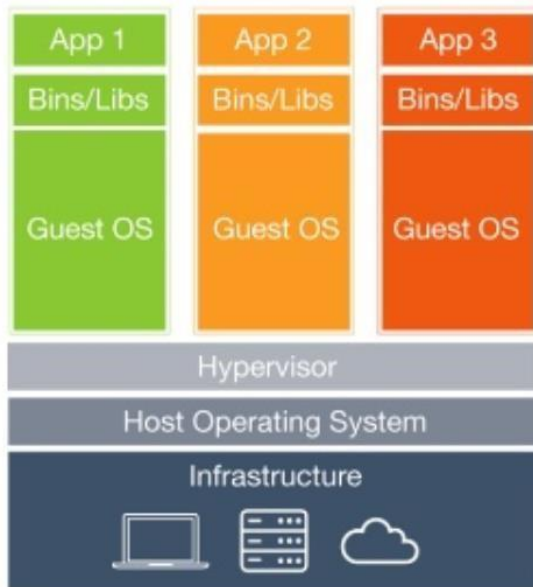 App 1
App 2
App 3
Bins/Libs
Bins/Libs
Bins/Libs
Guest OS
Guest OS
Guest OS
Hypervisor
Host Operating System
Infrastructure